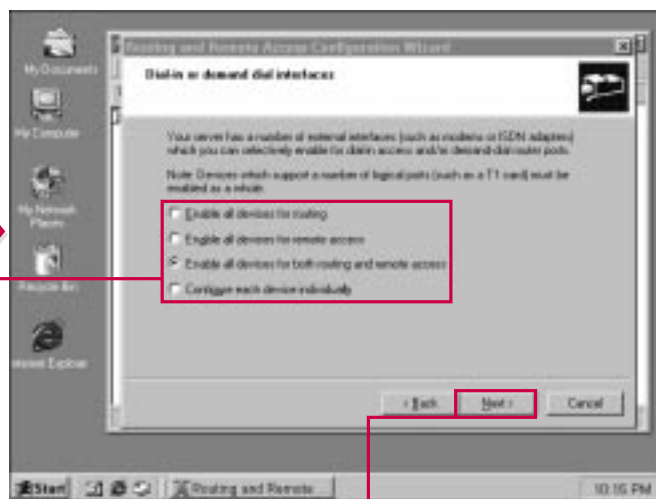 My Documents
My Computer
My Network
Places
Recycle Bin
Internet Explorer
Routing and Remote Access Configuration Wizard
Dial-in or demand dial interfaces
Your server has a number of external interfaces (such as modems or ISDN adapters)
which you can selectively enable for dial-in access and/or demand-dial router ports.
Note: Devices which support a number of logical ports (such as a T1 card) must be
enabled as a whole.
Enable all devices for routing
Enable all devices for remote access
Enable all devices for both routing and remote access
Configure each device individually
< Back
Next >
Cancel
Start
Routing and Remote
10:15 PM